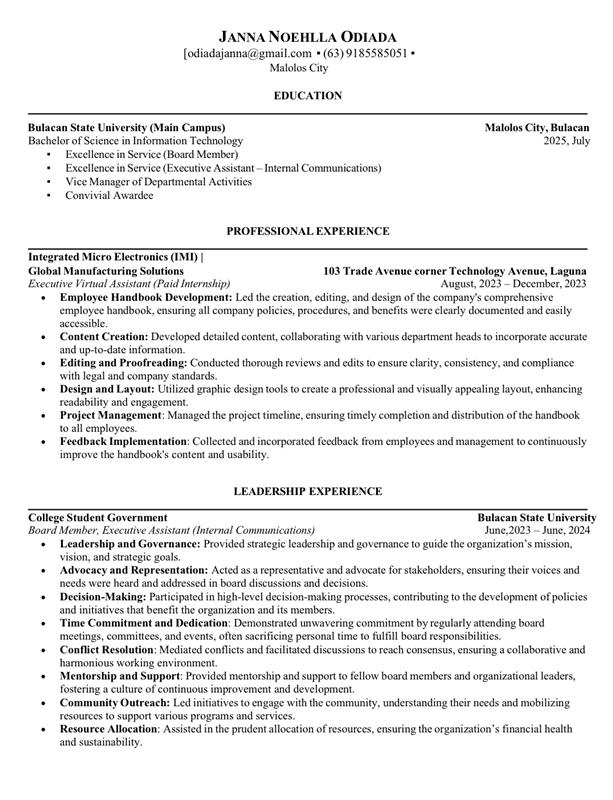 JANNA NOEHLLA ODIADA
[odiadajanna@gmail.com ▪ (63) 9185585051 ▪
Malolos City
EDUCATION
Bulacan State University (Main Campus) Malolos City, Bulacan
Bachelor of Science in Information Technology 2025, July
▪ Excellence in Service (Board Member)
▪ Excellence in Service (Executive Assistant – Internal Communications)
▪ Vice Manager of Departmental Activities
▪ Convivial Awardee
PROFESSIONAL EXPERIENCE
Integrated Micro Electronics (IMI) |
Global Manufacturing Solutions 103 Trade Avenue corner Technology Avenue, Laguna
Executive Virtual Assistant (Paid Internship) August, 2023 – December, 2023
• Employee Handbook Development: Led the creation, editing, and design of the company's comprehensive
employee handbook, ensuring all company policies, procedures, and benefits were clearly documented and easily
accessible.
• Content Creation: Developed detailed content, collaborating with various department heads to incorporate accurate
and up-to-date information.
• Editing and Proofreading: Conducted thorough reviews and edits to ensure clarity, consistency, and compliance
with legal and company standards.
• Design and Layout: Utilized graphic design tools to create a professional and visually appealing layout, enhancing
readability and engagement.
• Project Management: Managed the project timeline, ensuring timely completion and distribution of the handbook
to all employees.
• Feedback Implementation: Collected and incorporated feedback from employees and management to continuously
improve the handbook's content and usability.
LEADERSHIP EXPERIENCE
College Student Government Bulacan State University
Board Member, Executive Assistant (Internal Communications) June,2023 – June, 2024
• Leadership and Governance: Provided strategic leadership and governance to guide the organization’s mission,
vision, and strategic goals.
• Advocacy and Representation: Acted as a representative and advocate for stakeholders, ensuring their voices and
needs were heard and addressed in board discussions and decisions.
• Decision-Making: Participated in high-level decision-making processes, contributing to the development of policies
and initiatives that benefit the organization and its members.
• Time Commitment and Dedication: Demonstrated unwavering commitment by regularly attending board
meetings, committees, and events, often sacrificing personal time to fulfill board responsibilities.
• Conflict Resolution: Mediated conflicts and facilitated discussions to reach consensus, ensuring a collaborative and
harmonious working environment.
• Mentorship and Support: Provided mentorship and support to fellow board members and organizational leaders,
fostering a culture of continuous improvement and development.
• Community Outreach: Led initiatives to engage with the community, understanding their needs and mobilizing
resources to support various programs and services.
• Resource Allocation: Assisted in the prudent allocation of resources, ensuring the organization’s financial health
and sustainability.